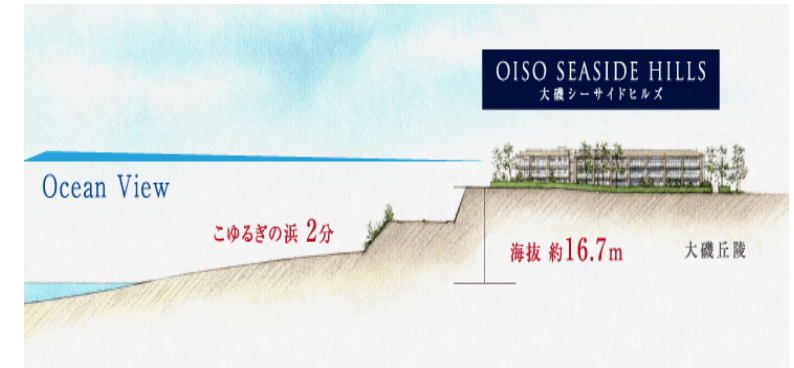 OISO SEASIDE HILLS
大磯シーサイドヒルズ
Ocean View
こゆるぎの浜 2分
海抜 約16.7m
大磯丘陵